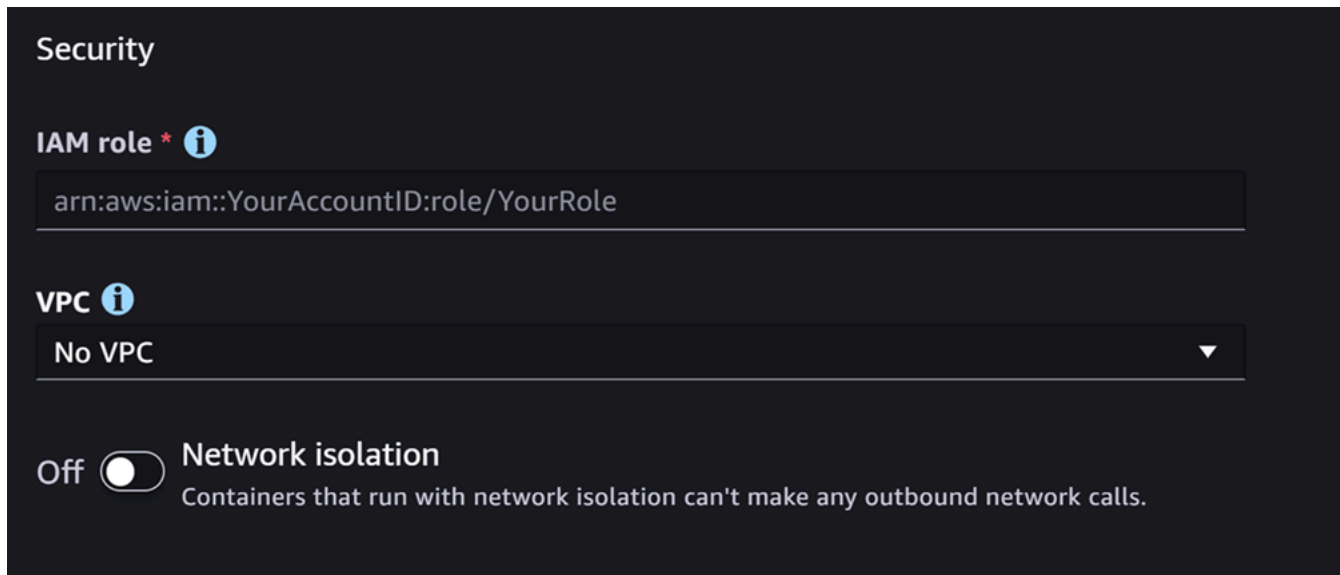 Security
IAM role *
arn:aws:iam::YourAccountID:role/YourRole
VPC
No VPC
Off
Network isolation
Containers that run with network isolation can't make any outbound network calls.